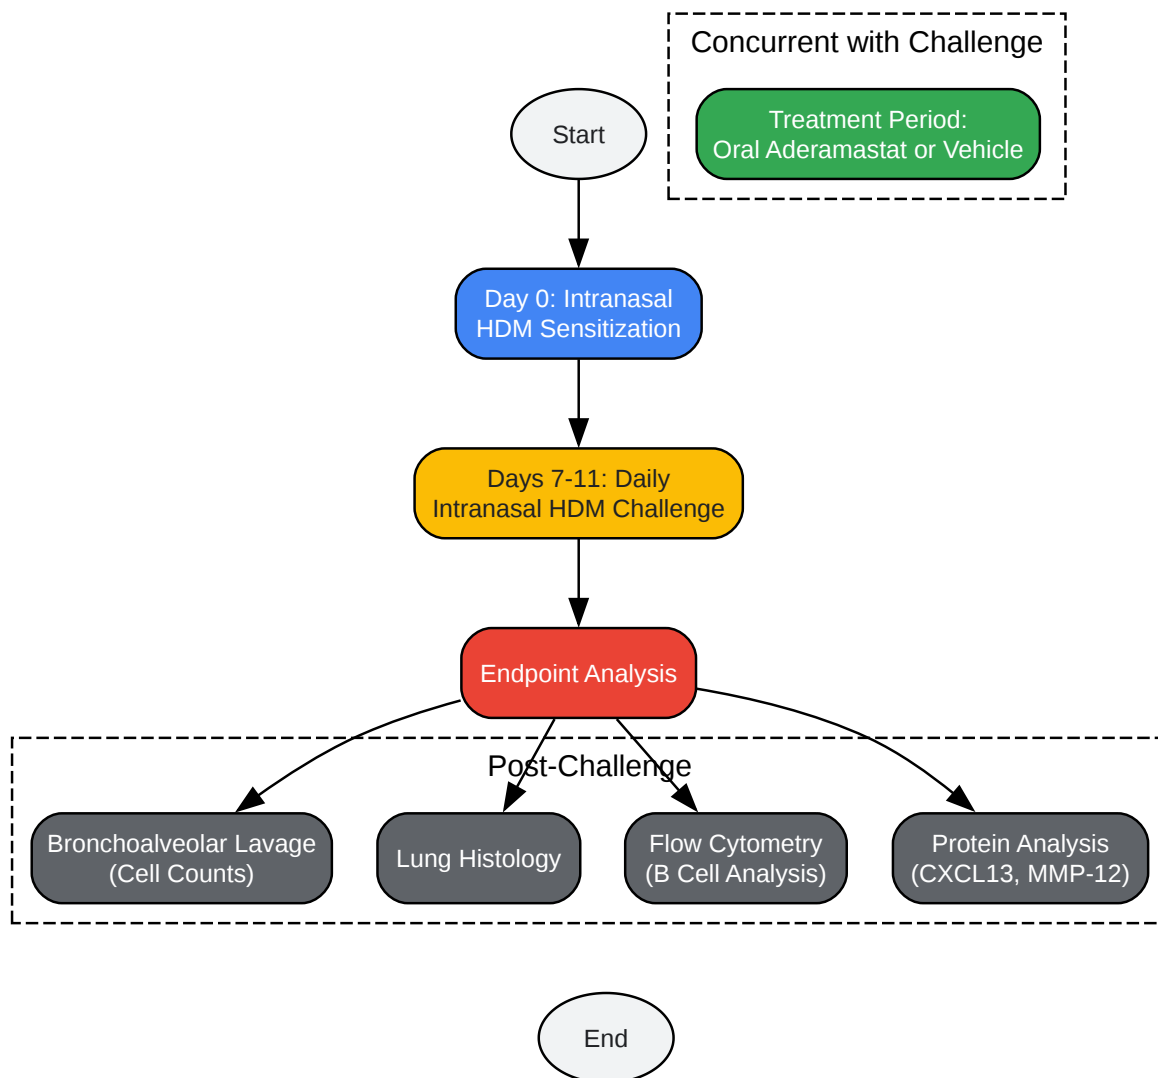 Concurrent with Challenge
Treatment Period:
Oral Aderamastat or Vehicle
Start
Day 0: Intranasal
HDM Sensitization
Days 7-11: Daily
Intranasal HDM Challenge
Endpoint Analysis
Post-Challenge
Bronchoalveolar Lavage
(Cell Counts)
Lung Histology
Flow Cytometry
(B Cell Analysis)
Protein Analysis
(CXCL13, MMP-12)
End